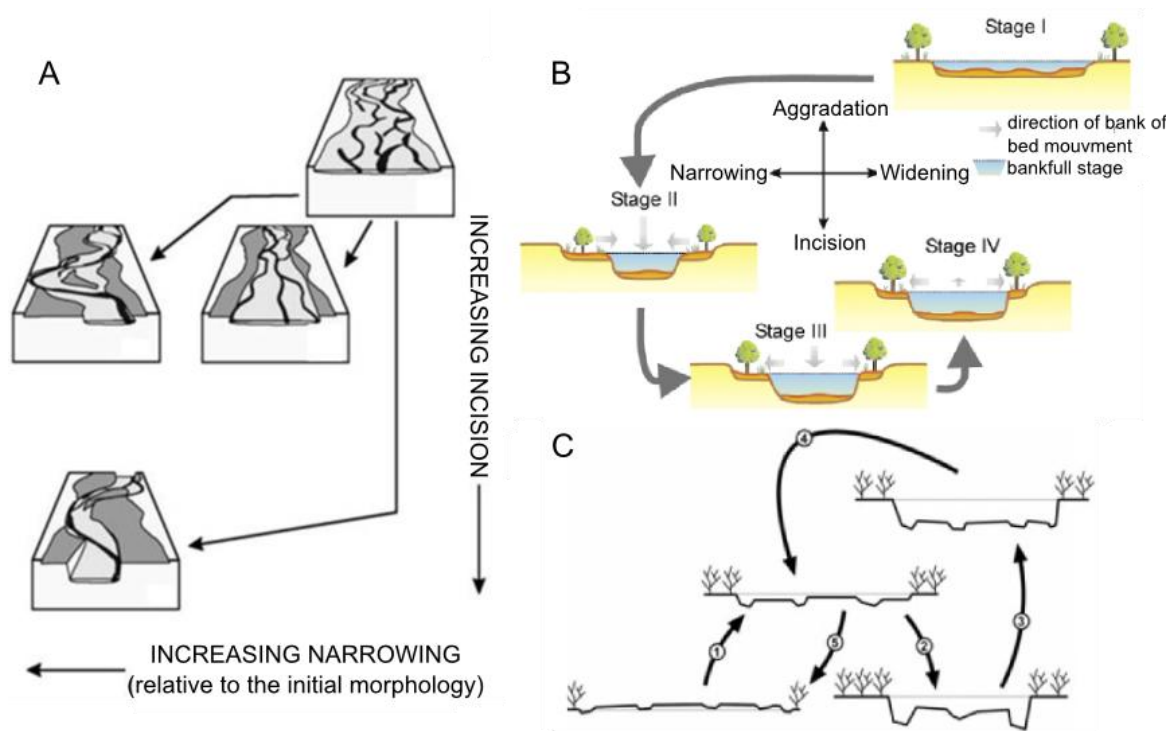 A
INCREASING INCISION
INCREASING NARROWING
(relative to the initial morphology)
B
Stage I
Aggradation
direction of bank of
bed mouvment
bankfull stage
Narrowing
Widening
Stage II
Incision
Stage IV
Stage III
C
4
1
5
2
3